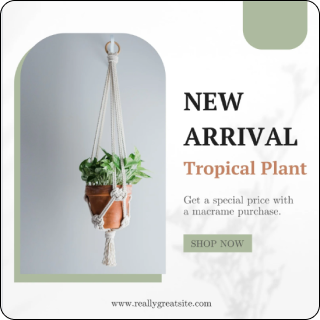 NEW
ARRIVAL
Tropical Plant
Get a special price with
a macrame purchase.
SHOP NOW
www.reallygreatsite.com